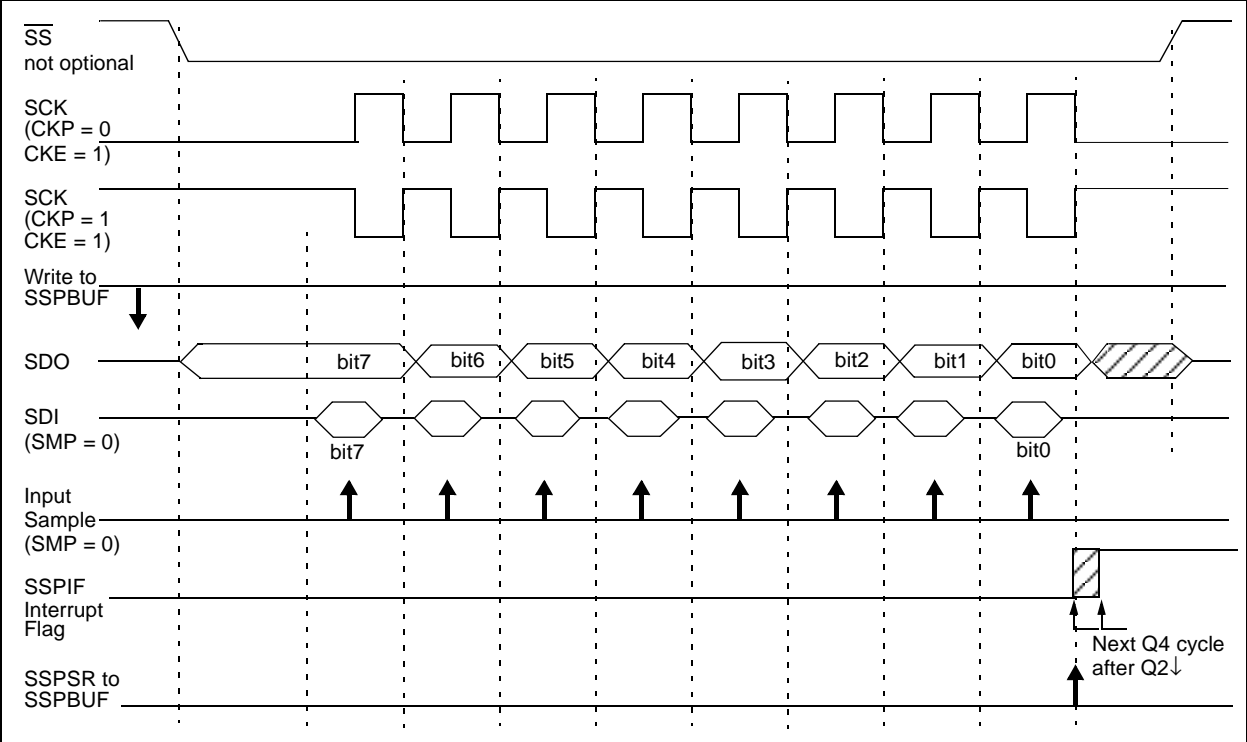 SS
not optional
SCK
(CKP = 0
CKE = 1)
SCK
(CKP = 1
CKE = 1)
Write to
SSPBUF
SDO
bit7 bit6 bit5 bit4 bit3 bit2 bit1 bit0
SDI
(SMP = 0)
bit7 bit0
Input
Sample
(SMP = 0)
SSPIF
Interrupt
Flag
Next Q4 cycle
after Q2↓
SSPSR to
SSPBUF